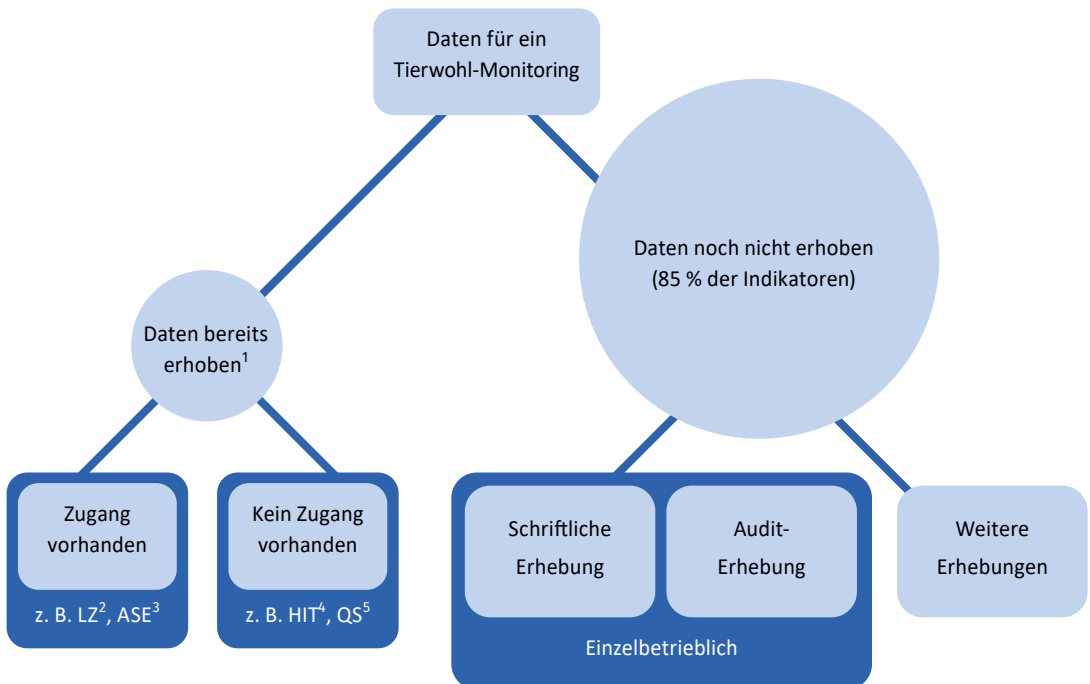 Daten für ein
Tierwohl-Monitoring
Daten noch nicht erhoben
(85 % der Indikatoren)
Daten bereits
erhoben¹
Zugang
vorhanden
z. B. LZ², ASE³
Kein Zugang
vorhanden
z. B. HIT⁴, QS⁵
Schriftliche
Erhebung
Audit-
Erhebung
Einzelbetrieblich
Weitere
Erhebungen